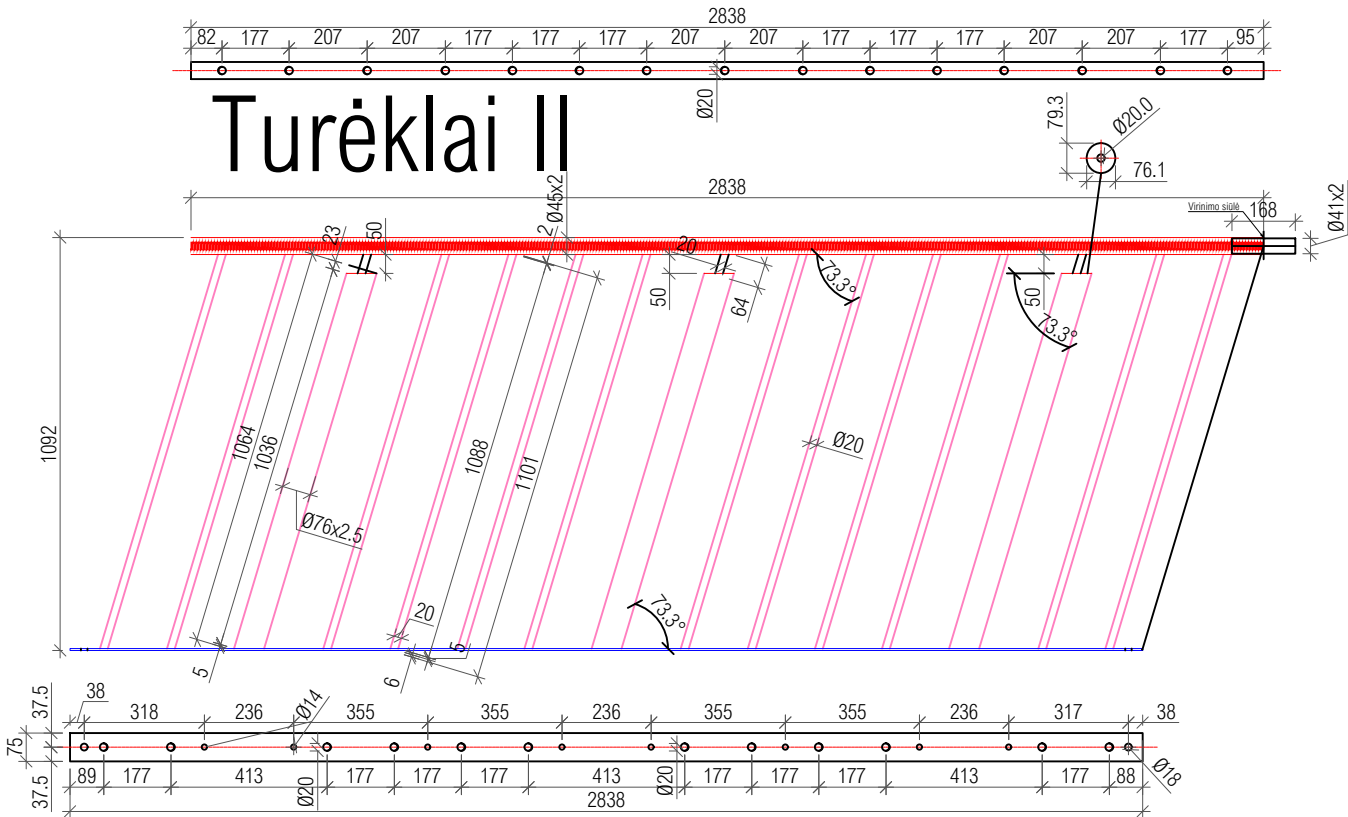 2838
82 177 207 207 177 177 177 207 207 177 177 177 207 207 177 95
Ø20
Turėklai II
79.3
Ø20.0
76.1
2838
Ø45x2
Virinimo siūlė
168
Ø41x2
23
50
2
20
50
64
73.3°
50
73.3°
1092
1064
1036
1088
1101
Ø20
Ø76x2.5
73.3°
20
5
5
6
37.5
38
318 236 355 355 236 355 355 236 317 38
Ø14
75
37.5
89 177 413 177 177 177 413 177 177 177 413 177 88
Ø20
Ø20
Ø18
2838